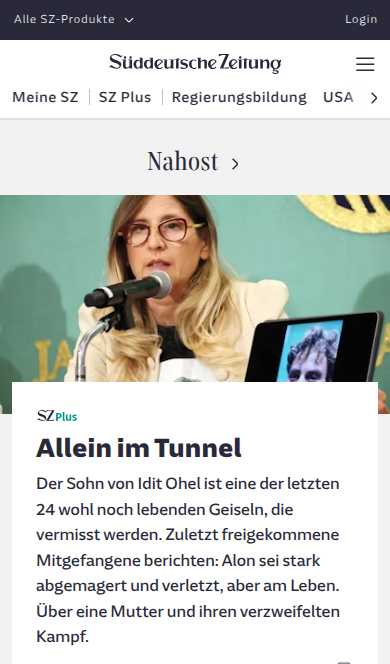 Alle SZ-Produkte
Login
Süddeutsche Zeitung
Meine SZ
SZ Plus
Regierungsbildung
USA
Nahost
JA
SZ Plus
Allein im Tunnel
Der Sohn von Idit Ohel ist eine der letzten
24 wohl noch lebenden Geiseln, die
vermisst werden. Zuletzt freigekommene
Mitgefangene berichten: Alon sei stark
abgemagert und verletzt, aber am Leben.
Über eine Mutter und ihren verzweifelten
Kampf.